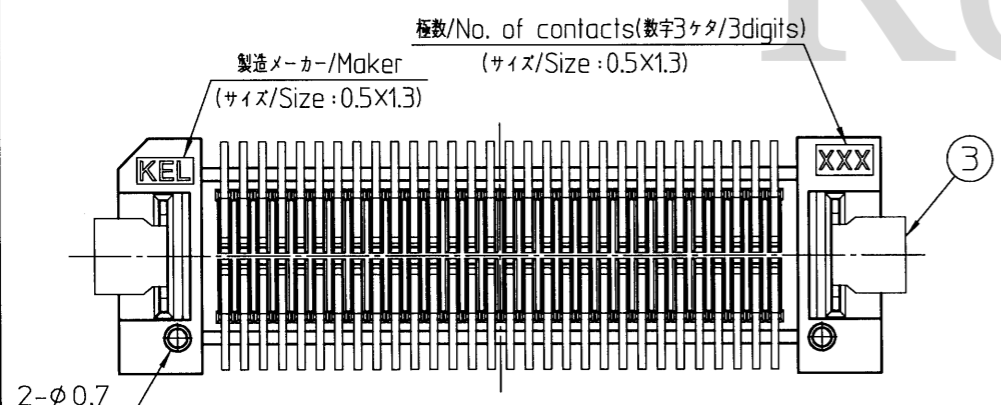 極数/No. of contacts(数字3ケタ/3digits)
(サイズ/Size:0.5X1.3)
製造メーカー/Maker
(サイズ/Size:0.5X1.3)
KEL
XXX
3
2-φ0.7